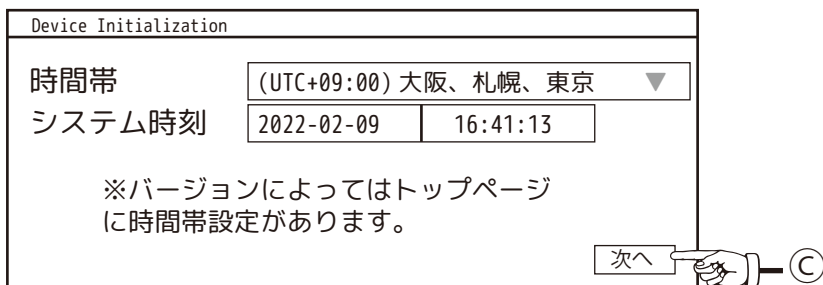 Device Initialization
時間帯 (UTC+09:00) 大阪、札幌、東京 ▼
システム時刻 2022-02-09 16:41:13
※バージョンによってはトップページ
に時間帯設定があります。
次へ
Ⓒ